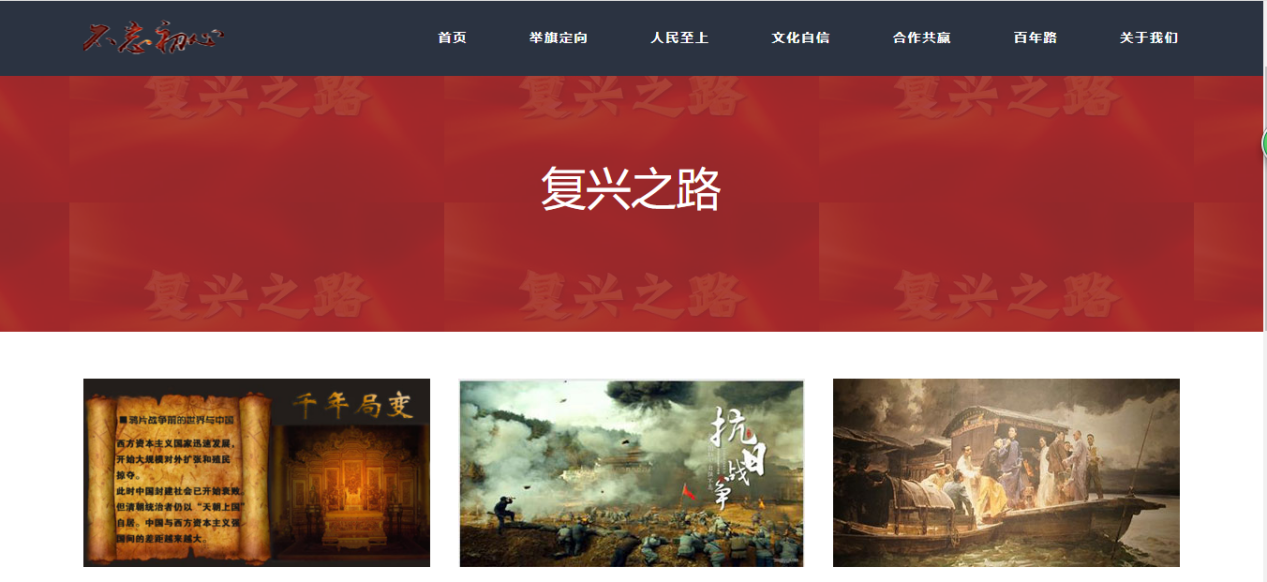 不忘初心
首页 举旗定向 人民至上 文化自信 合作共赢 百年路 关于我们
复兴之路 复兴之路 复兴之路
复兴之路
复兴之路 复兴之路 复兴之路
千年局变
鸦片战争前的世界与中国
西方资本主义国家迅速发展,
开始大规模对外扩张和殖民
掠夺。
此时中国封建社会已开始衰败,
但清朝统治者仍以“天朝上国”
自居。中国与西方资本主义强
国间的差距越来越大.
抗日战争